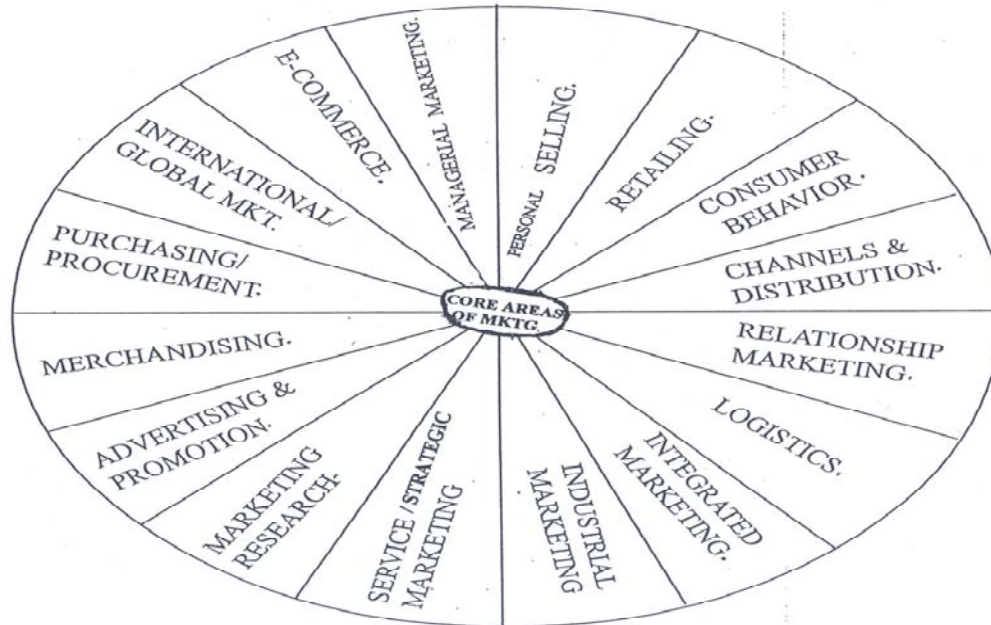 MANAGERIAL MARKETING.
PERSONAL SELLING.
RETAILING.
CONSUMER
BEHAVIOR.
CHANNELS &
DISTRIBUTION.
RELATIONSHIP
MARKETING.
LOGISTICS.
INTEGRATED
MARKETING.
INDUSTRIAL
MARKETING
SERVICE / STRATEGIC
MARKETING
MARKETING
RESEARCH-
ADVERTISING &
PROMOTION.
MERCHANDISING.
PURCHASING/
PROCUREMENT.
INTERNATIONAL/
GLOBAL MKT.
E-COMMERCE.
CORE AREAS
OF MKTG.